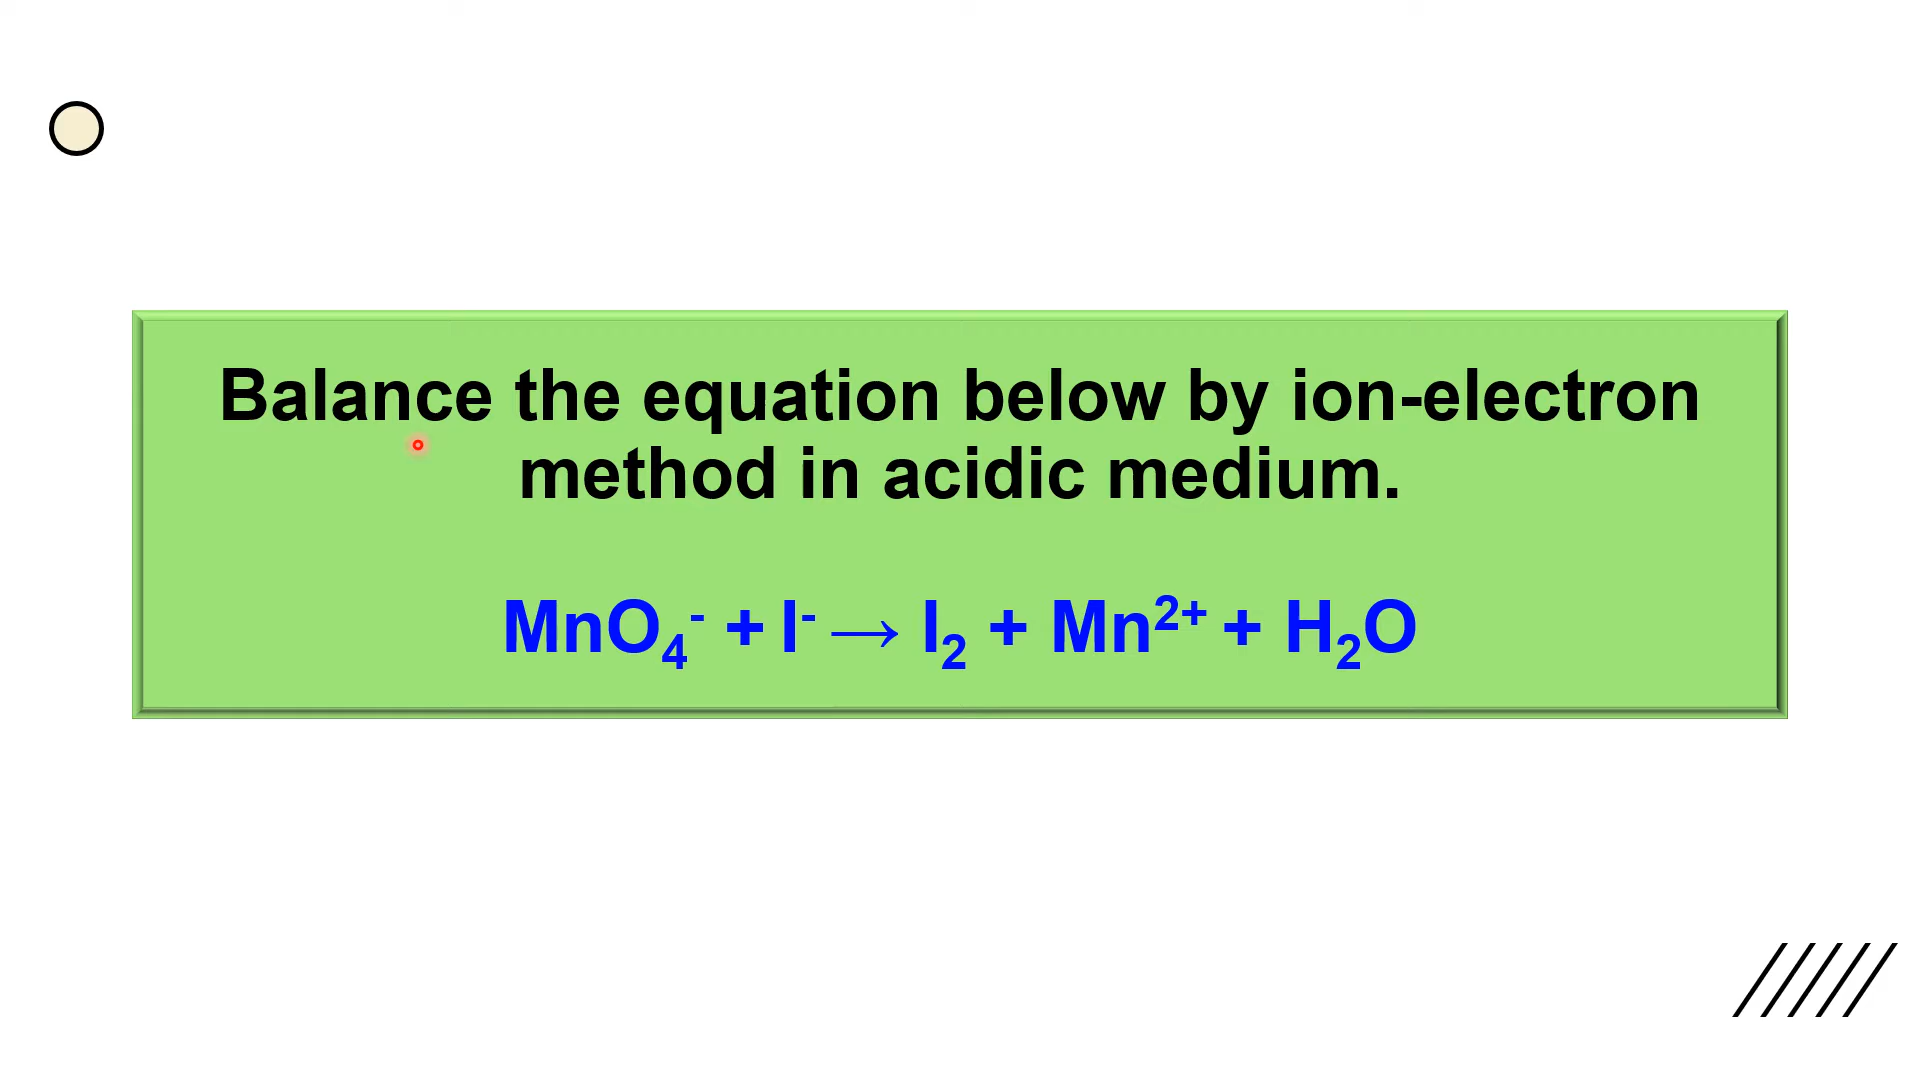 Balance the equation below by ion-electron
method in acidic medium.
MnO₄⁻ + I⁻ → I₂ + Mn²⁺ + H₂O